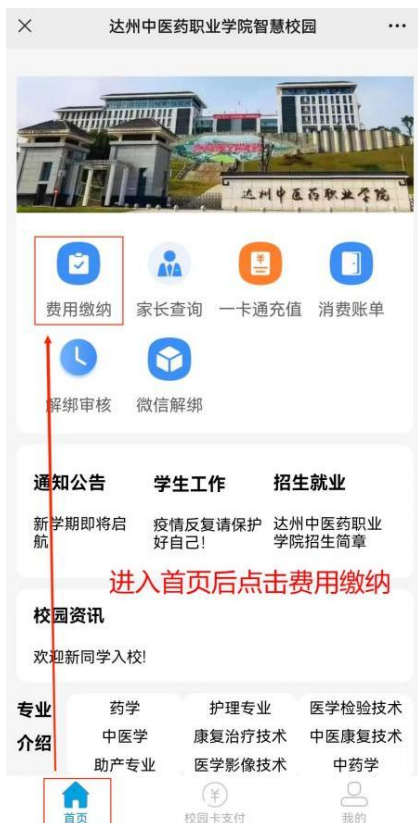 达州中医药职业学院智慧校园
达州中医药职业学院
费用缴纳 家长查询 一卡通充值 消费账单
解绑审核 微信解绑
通知公告 学生工作 招生就业
新学期即将启 疫情反复请保护 达州中医药职业
航 好自己! 学院招生简章
进入首页后点击费用缴纳
校园资讯
欢迎新同学入校!
专业 药学 护理专业 医学检验技术
介绍 中医学 康复治疗技术 中医康复技术
助产专业 医学影像技术 中药学
首页 校园卡支付 我的